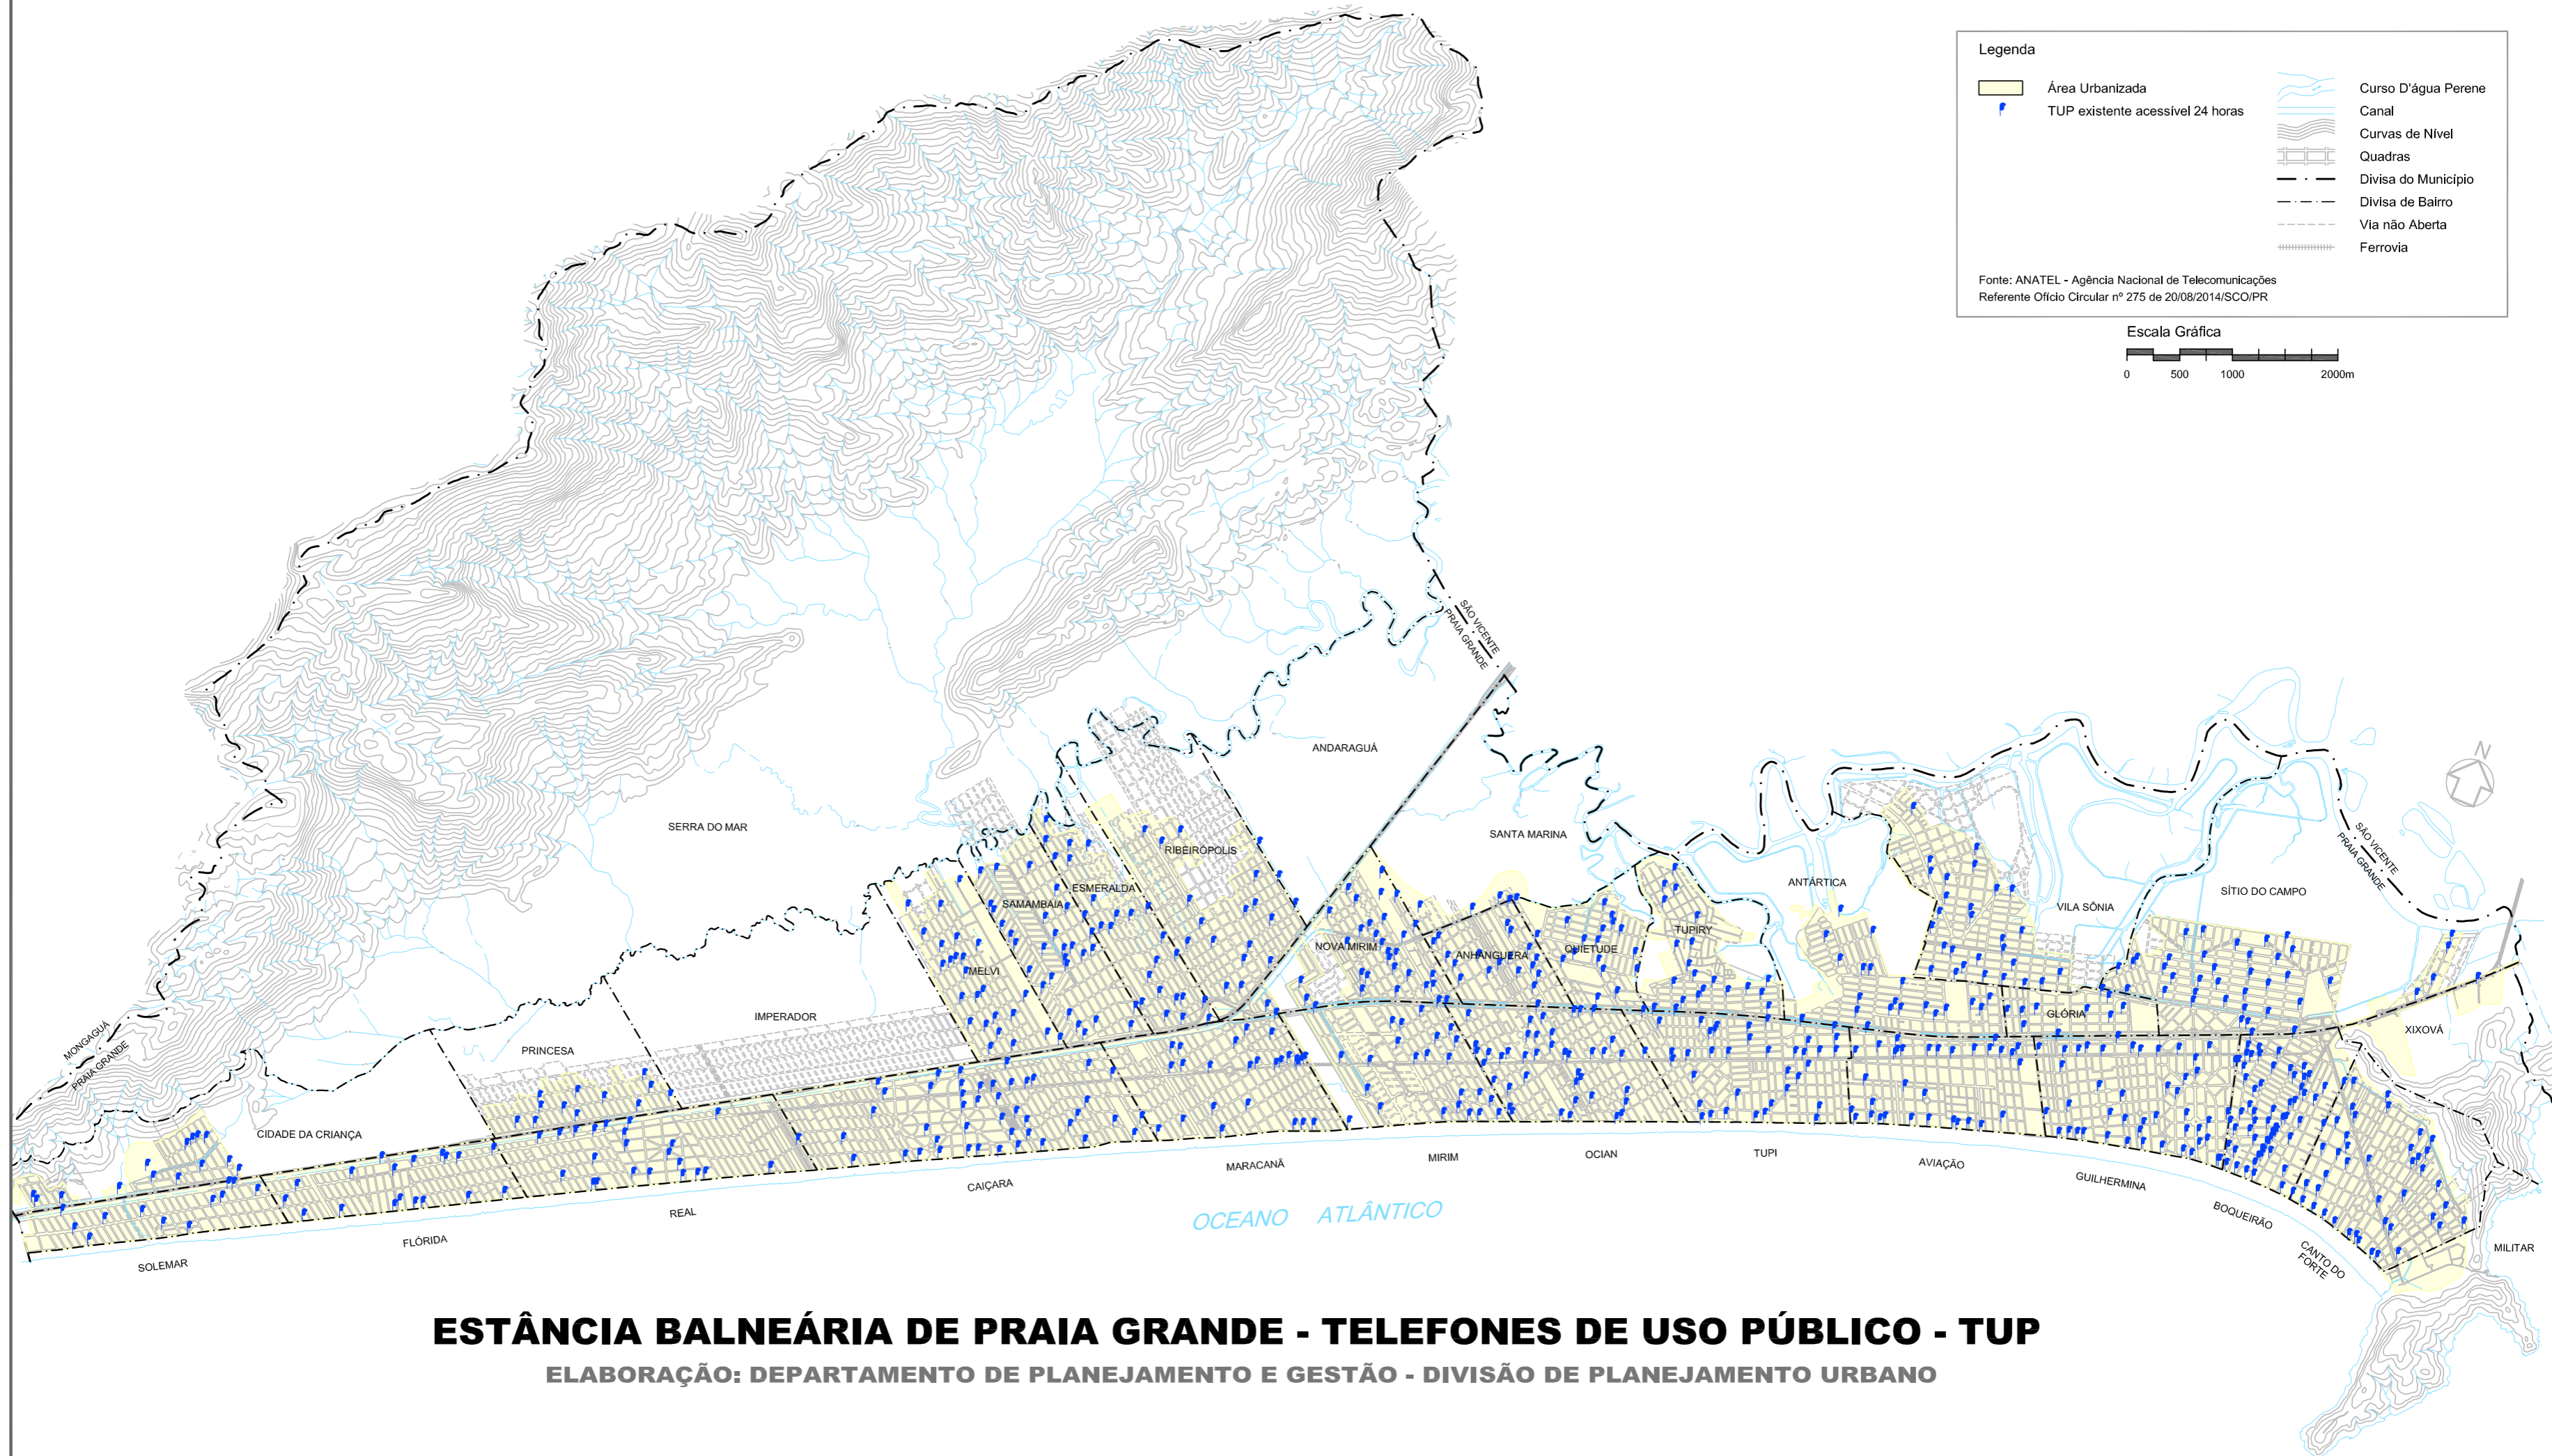 Legenda
Área Urbanizada
TUP existente acessível 24 horas
Curso D'água Perene
Canal
Curvas de Nível
Quadras
Divisa do Município
Divisa de Bairro
Via não Aberta
Ferrovia
Fonte: ANATEL - Agência Nacional de Telecomunicações
Referente Ofício Circular nº 275 de 20/08/2014/SCO/PR
Escala Gráfica
0 500 1000 2000m
SÃO VICENTE
PRAIA GRANDE
ANDARAGUÁ
N
SERRA DO MAR
SANTA MARINA
SÃO VICENTE
PRAIA GRANDE
RIBEIRÓPOLIS
ESMERALDA
ANTÁRTICA
SÍTIO DO CAMPO
SAMAMBAIA
VILA SÔNIA
TUPIRY
NOVA MIRIM
QUIETUDE
ANHANGUERA
MELVI
IMPERADOR
GLÓRIA
XIXOVÁ
MONGAGUÁ
PRAIA GRANDE
PRINCESA
CIDADE DA CRIANÇA
SOLEMAR
FLÓRIDA
REAL
CAIÇARA
MARACANÃ
MIRIM
OCIAN
TUPI
AVIAÇÃO
GUILHERMINA
BOQUEIRÃO
CANTO DO
FORTE
MILITAR
OCEANO ATLÂNTICO
ESTÂNCIA BALNEÁRIA DE PRAIA GRANDE - TELEFONES DE USO PÚBLICO - TUP
ELABORAÇÃO: DEPARTAMENTO DE PLANEJAMENTO E GESTÃO - DIVISÃO DE PLANEJAMENTO URBANO